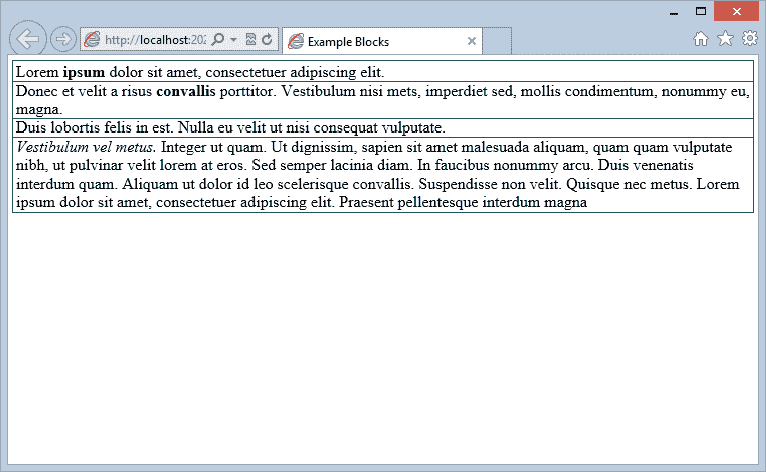 http://localhost:202
Example Blocks
Lorem ipsum dolor sit amet, consectetuer adipiscing elit.
Donec et velit a risus convallis porttitor. Vestibulum nisi mets, imperdiet sed, mollis condimentum, nonummy eu,
magna.
Duis lobortis felis in est. Nulla eu velit ut nisi consequat vulputate.
Vestibulum vel metus. Integer ut quam. Ut dignissim, sapien sit amet malesuada aliquam, quam quam vulputate
nibh, ut pulvinar velit lorem at eros. Sed semper lacinia diam. In faucibus nonummy arcu. Duis venenatis
interdum quam. Aliquam ut dolor id leo scelerisque convallis. Suspendisse non velit. Quisque nec metus. Lorem
ipsum dolor sit amet, consectetuer adipiscing elit. Praesent pellentesque interdum magna